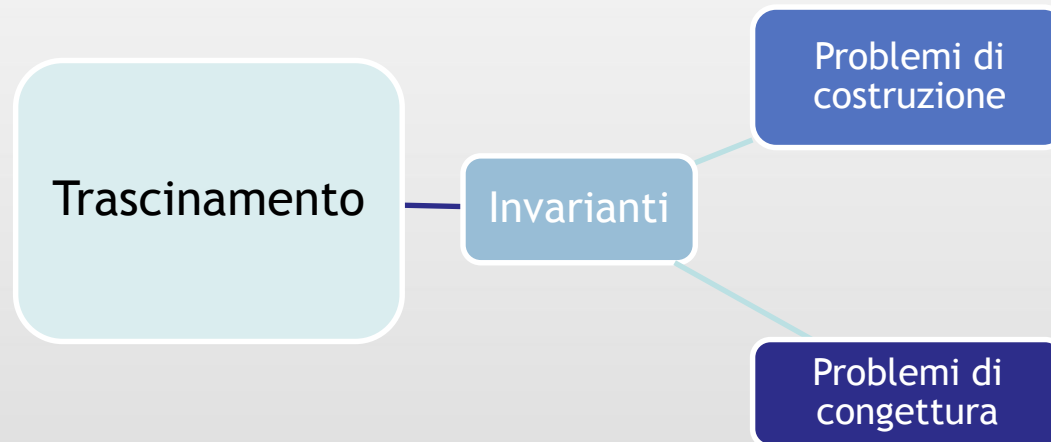 Trascinamento
Invarianti
Problemi di
costruzione
Problemi di
congettura